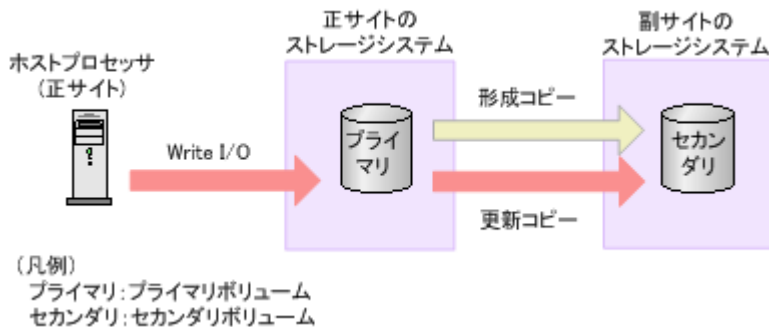 正サイトの
ストレージシステム
副サイトの
ストレージシステム
ホストプロセッサ
(正サイト)
形成コピー
プライ
マリ
セカン
ダリ
Write I/O
更新コピー
(凡例)
プライマリ:プライマリボリューム
セカンダリ:セカンダリボリューム